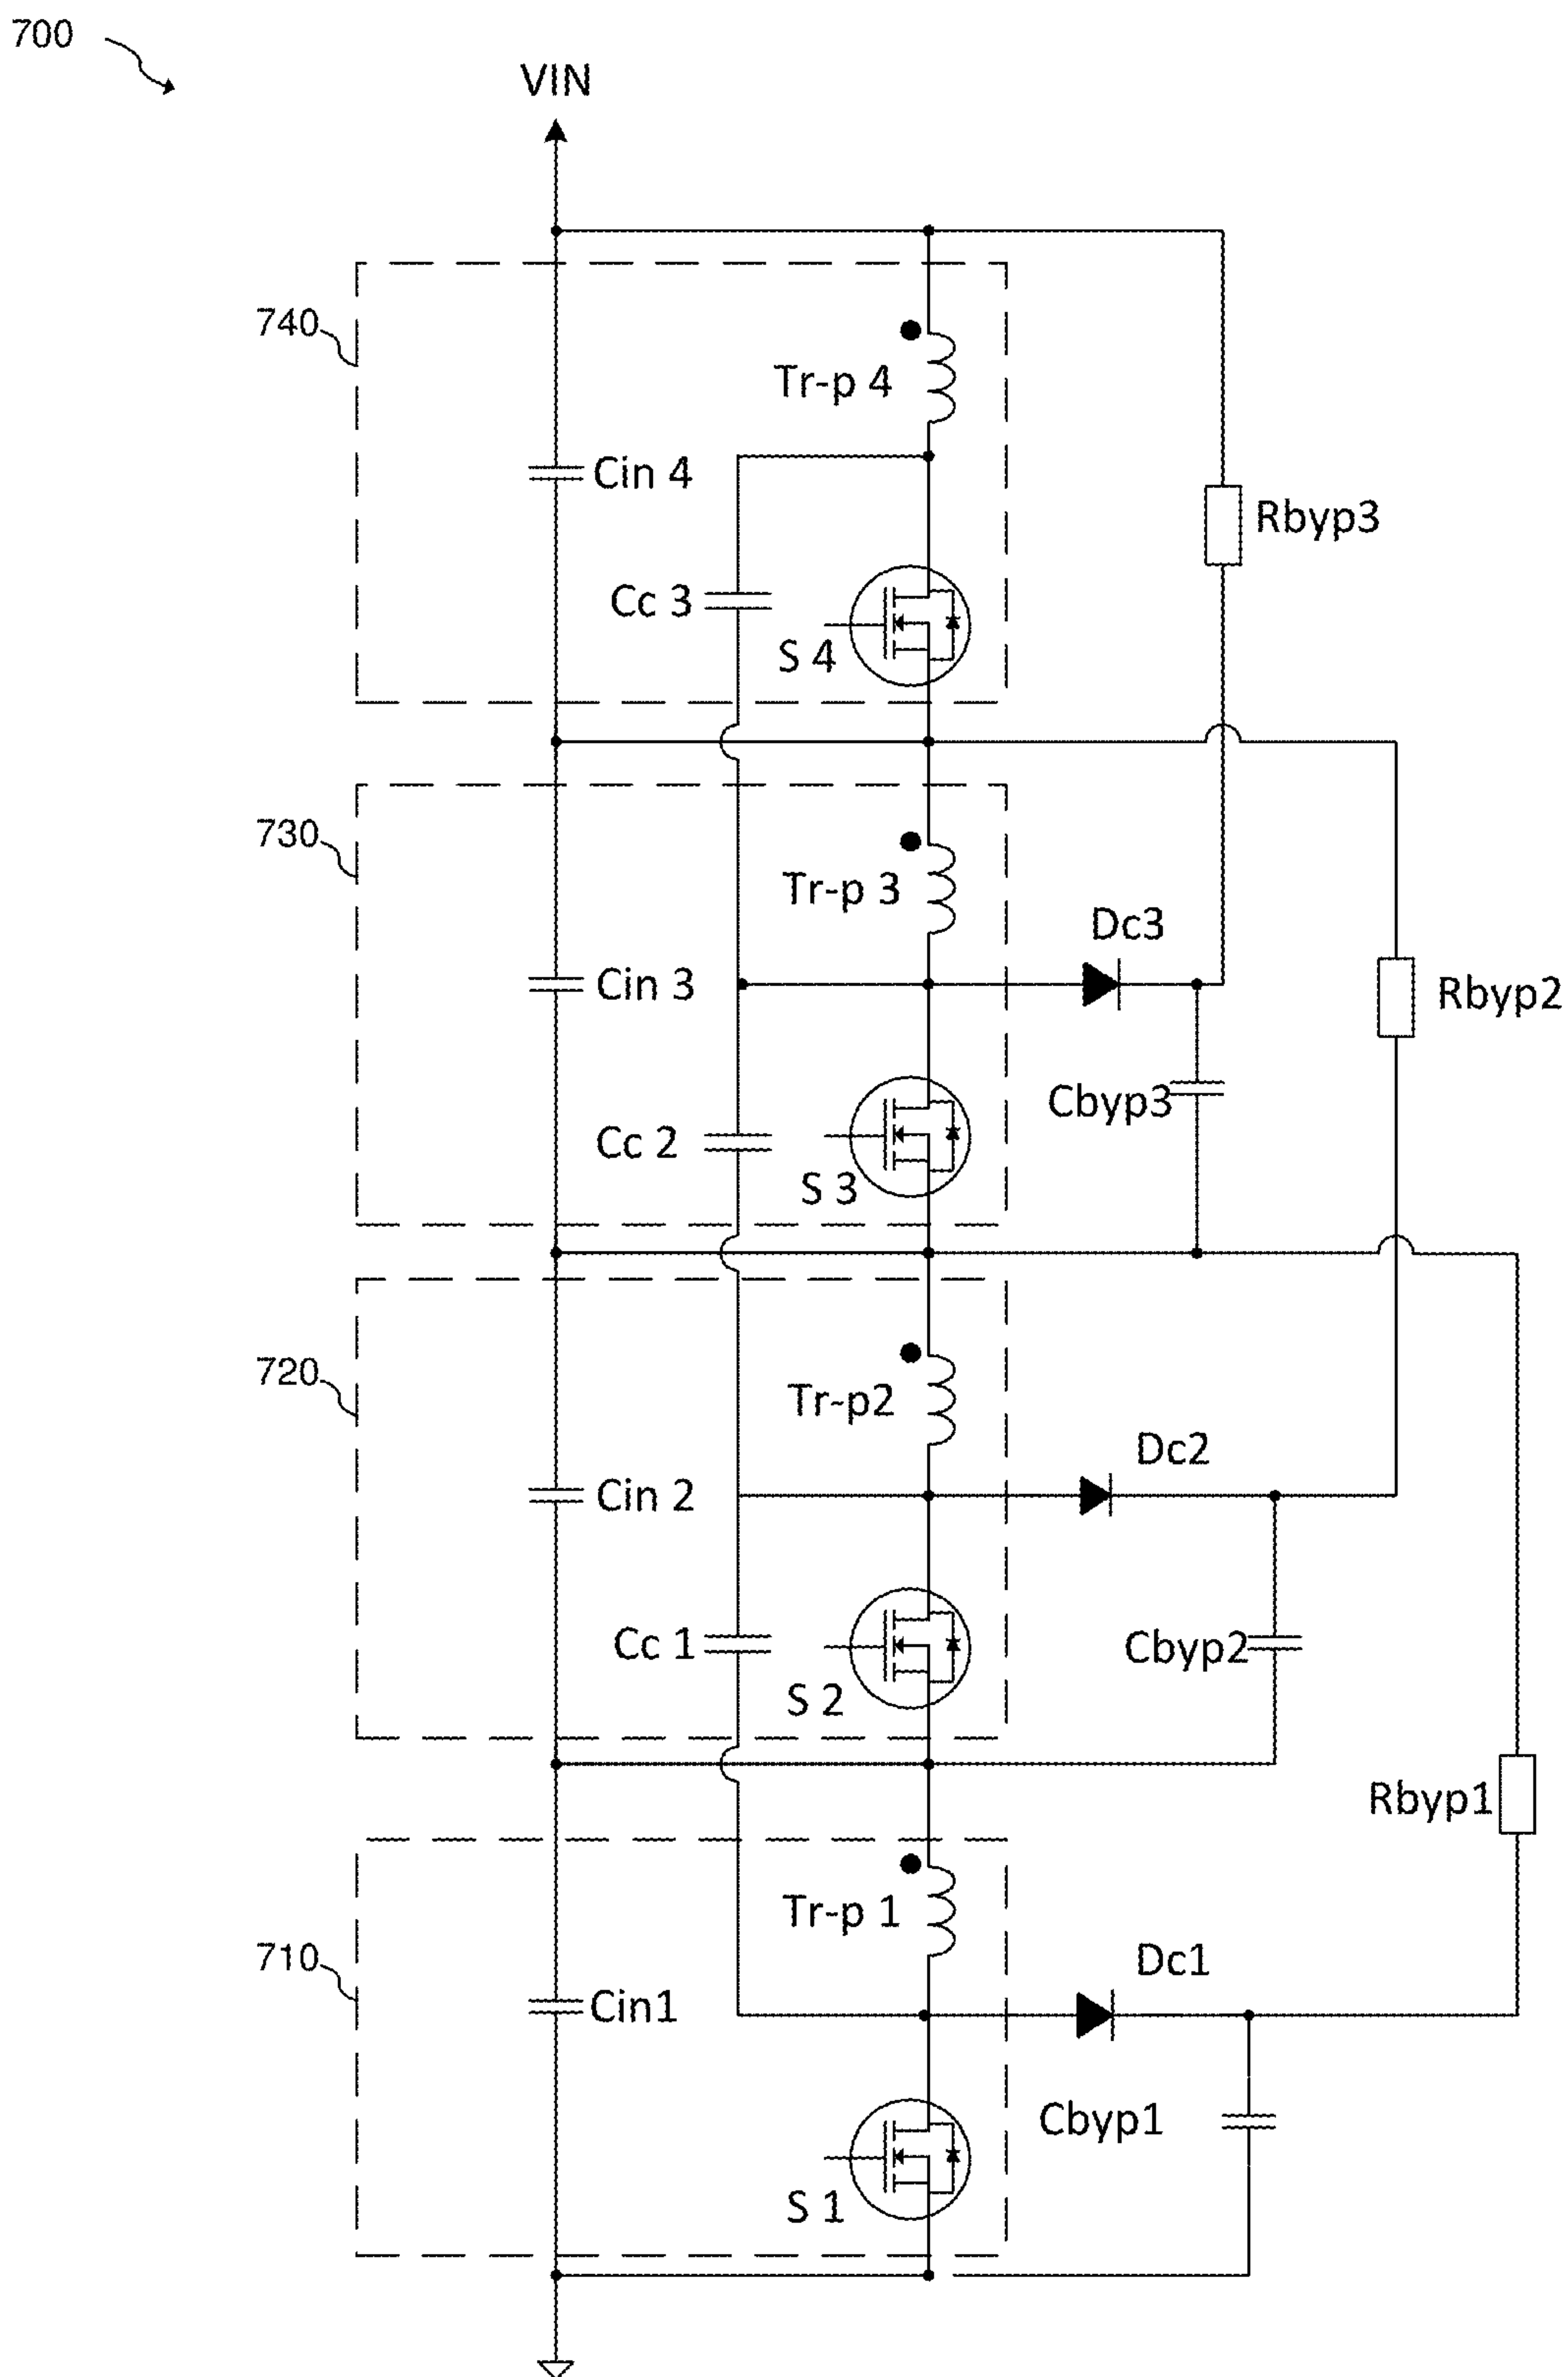 700
VIN
740
Tr-p 4
Cin 4
Rbyp3
Cc 3
S 4
730
Tr-p 3
Dc3
Cin 3
Rbyp2
Cbyp3
Cc 2
S 3
720
Tr-p2
Dc2
Cin 2
Cc 1
Cbyp2
S 2
Rbyp1
Tr-p 1
710
Dc1
Cin1
Cbyp1
S 1